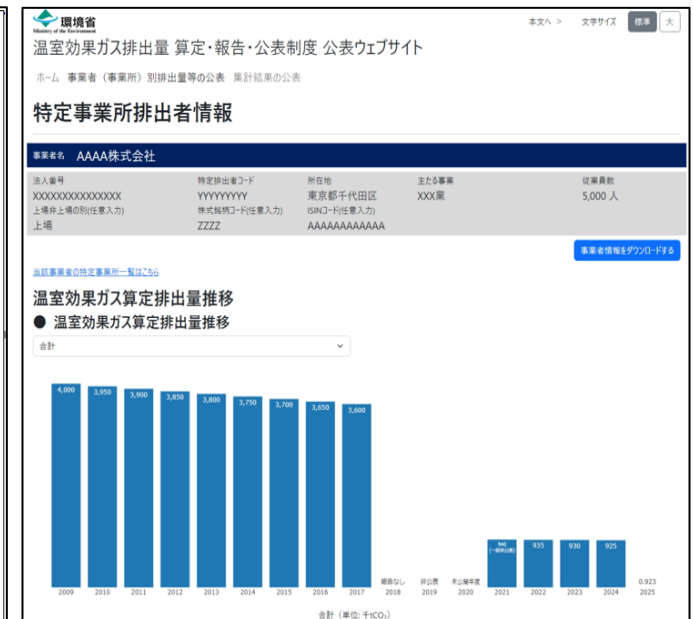 環境省
Ministry of the Environment
本文へ > 文字サイズ 標準 大
温室効果ガス排出量 算定・報告・公表制度 公表ウェブサイト
ホーム 事業者（事業所）別排出量等の公表 集計結果の公表
特定事業所排出者情報
事業者名 AAAA株式会社
法人番号 特定排出者コード 所在地 主たる事業 従業員数
XXXXXXXXXXXXXXX YYYYYYYYY 東京都千代田区 XXX業 5,000 人
上場非上場の別(任意入力) 株式銘柄コード(任意入力) ISINコード(任意入力)
上場 ZZZZ AAAAAAAAAAAA
事業者情報をダウンロードする
当該事業者の特定事業所一覧はこちら
温室効果ガス算定排出量推移
● 温室効果ガス算定排出量推移
合計
4,000 3,950 3,900 3,850 3,800 3,750 3,700 3,650 3,600
940 935 930 925
(一部非公表)
報告なし 非公表 未公開年度 0.923
2009 2010 2011 2012 2013 2014 2015 2016 2017 2018 2019 2020 2021 2022 2023 2024 2025
合計（単位: 千tCO₂）